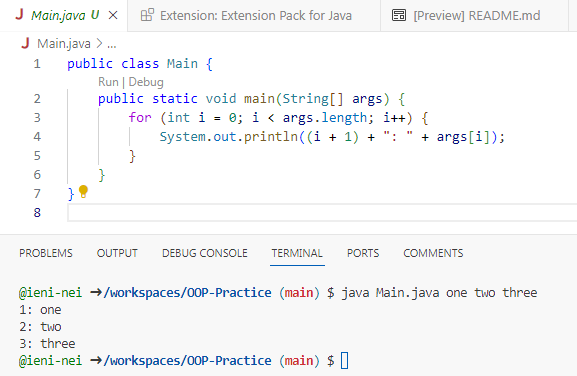 J Main.java U × Extension: Extension Pack for Java [Preview] README.md
J Main.java > ...
1 public class Main {
Run | Debug
2 public static void main(String[] args) {
3 for (int i = 0; i < args.length; i++) {
4 System.out.println((i + 1) + ": " + args[i]);
5 }
6 }
7 }
8
PROBLEMS OUTPUT DEBUG CONSOLE TERMINAL PORTS COMMENTS
@ieni-nei ➜/workspaces/OOP-Practice (main) $ java Main.java one two three
1: one
2: two
3: three
@ieni-nei ➜/workspaces/OOP-Practice (main) $